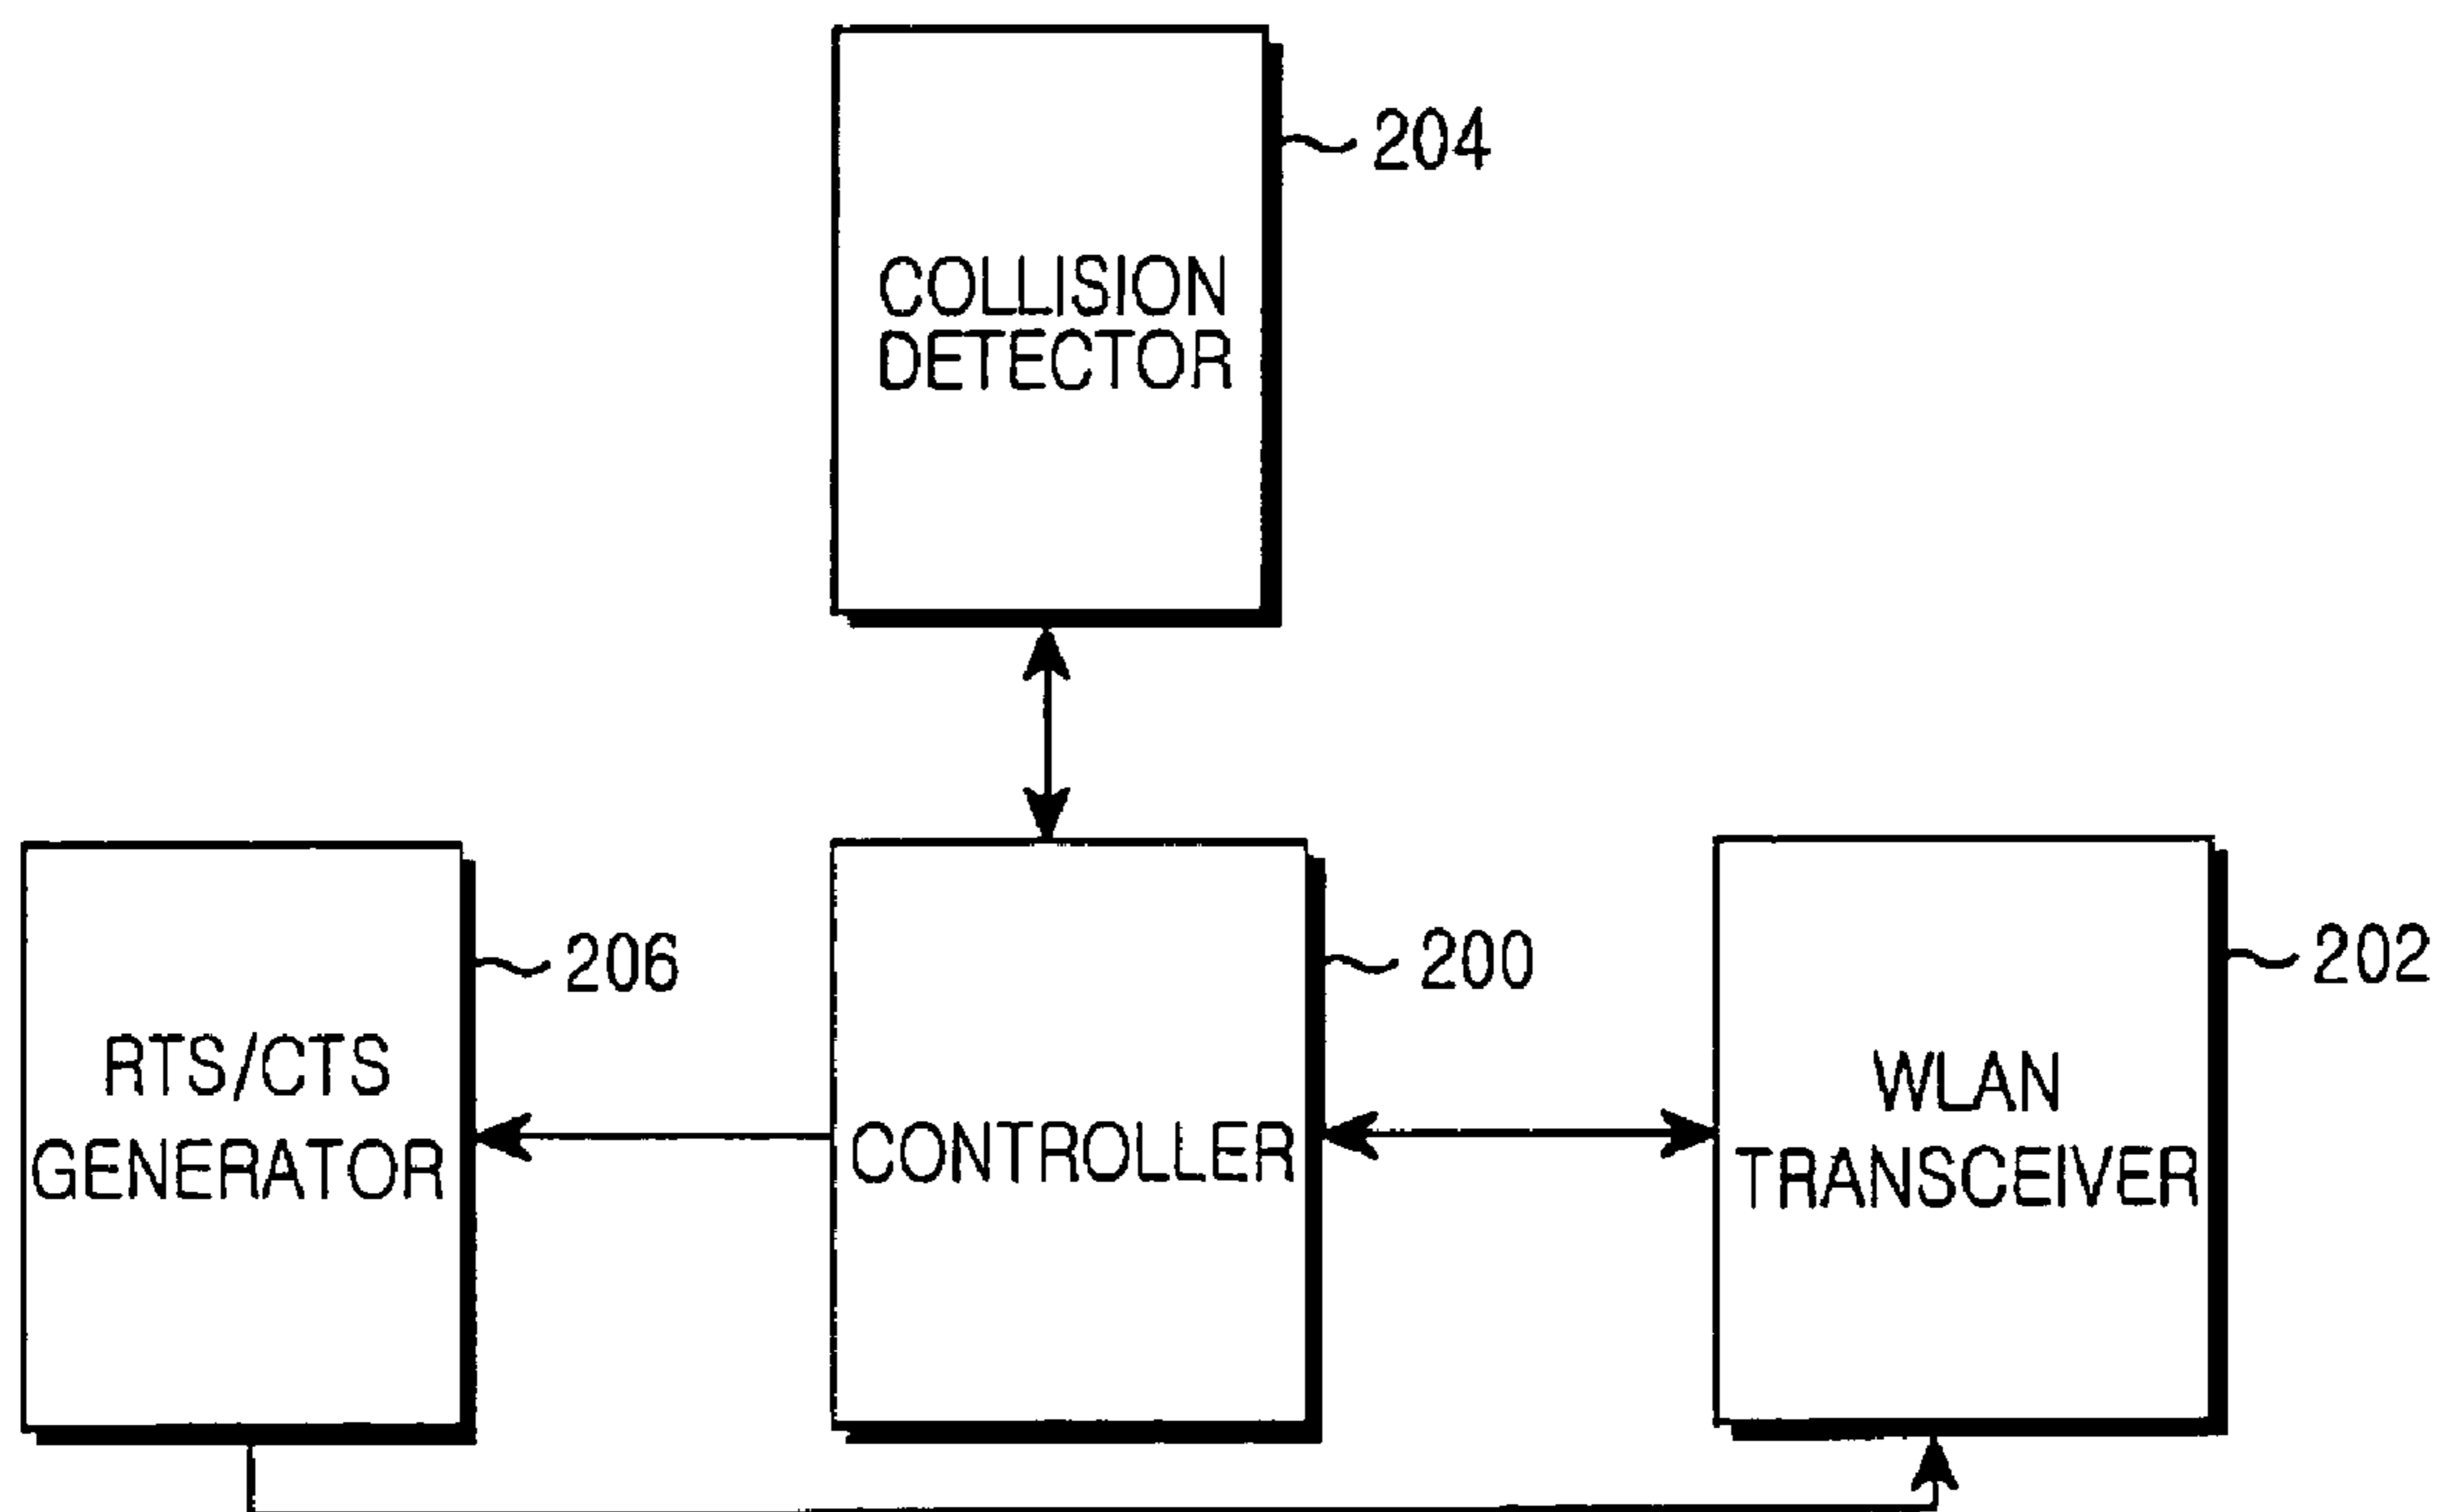 204
COLLISION
DETECTOR
206
200
202
RTS/CTS
GENERATOR
CONTROLLER
WLAN
TRANSCEIVER